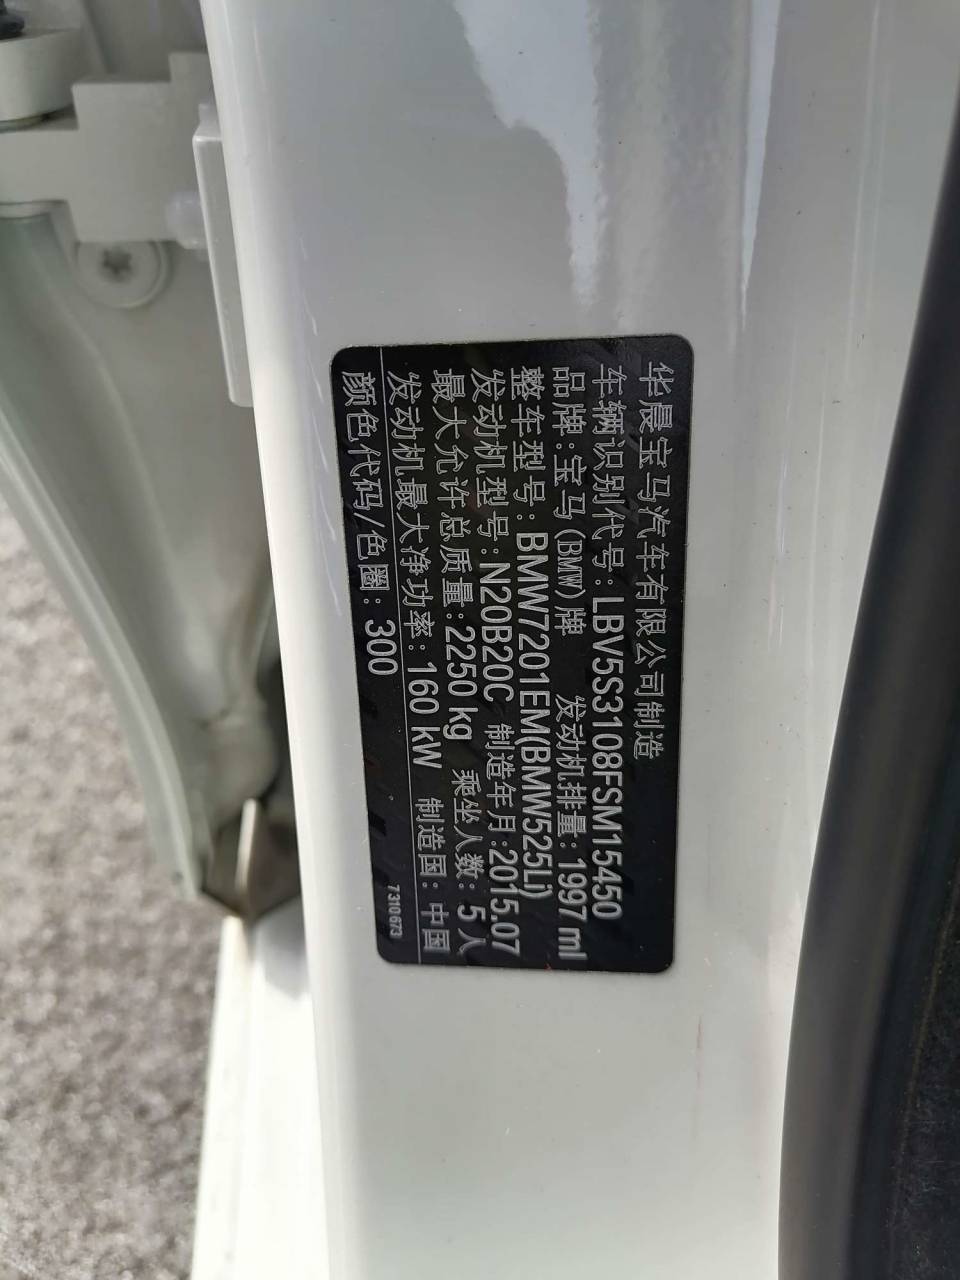 华晨宝马汽车有限公司制造
车辆识别代号: LBV5S3108FSM15450
品牌:宝马(BMW)牌 发动机排量:1997 ml
整车型号: BMW7201EM(BMW525Li)
发动机型号:N20B20C 制造年月:2015.07
最大允许总质量:2250 kg 乘坐人数: 5人
发动机最大净功率: 160 kW 制造国: 中国
颜色代码/色圈: 300 7310673